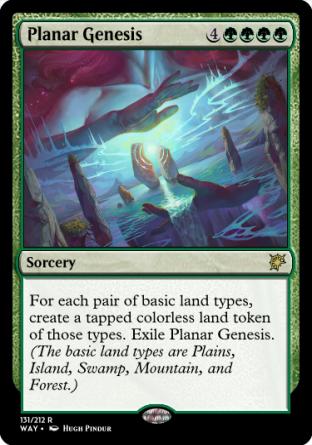 Planar Genesis 4
Sorcery
For each pair of basic land types,
create a tapped colorless land token
of those types. Exile Planar Genesis.
(The basic land types are Plains,
Island, Swamp, Mountain, and
Forest.)
131/212 R
WAY • Hugh Pindur